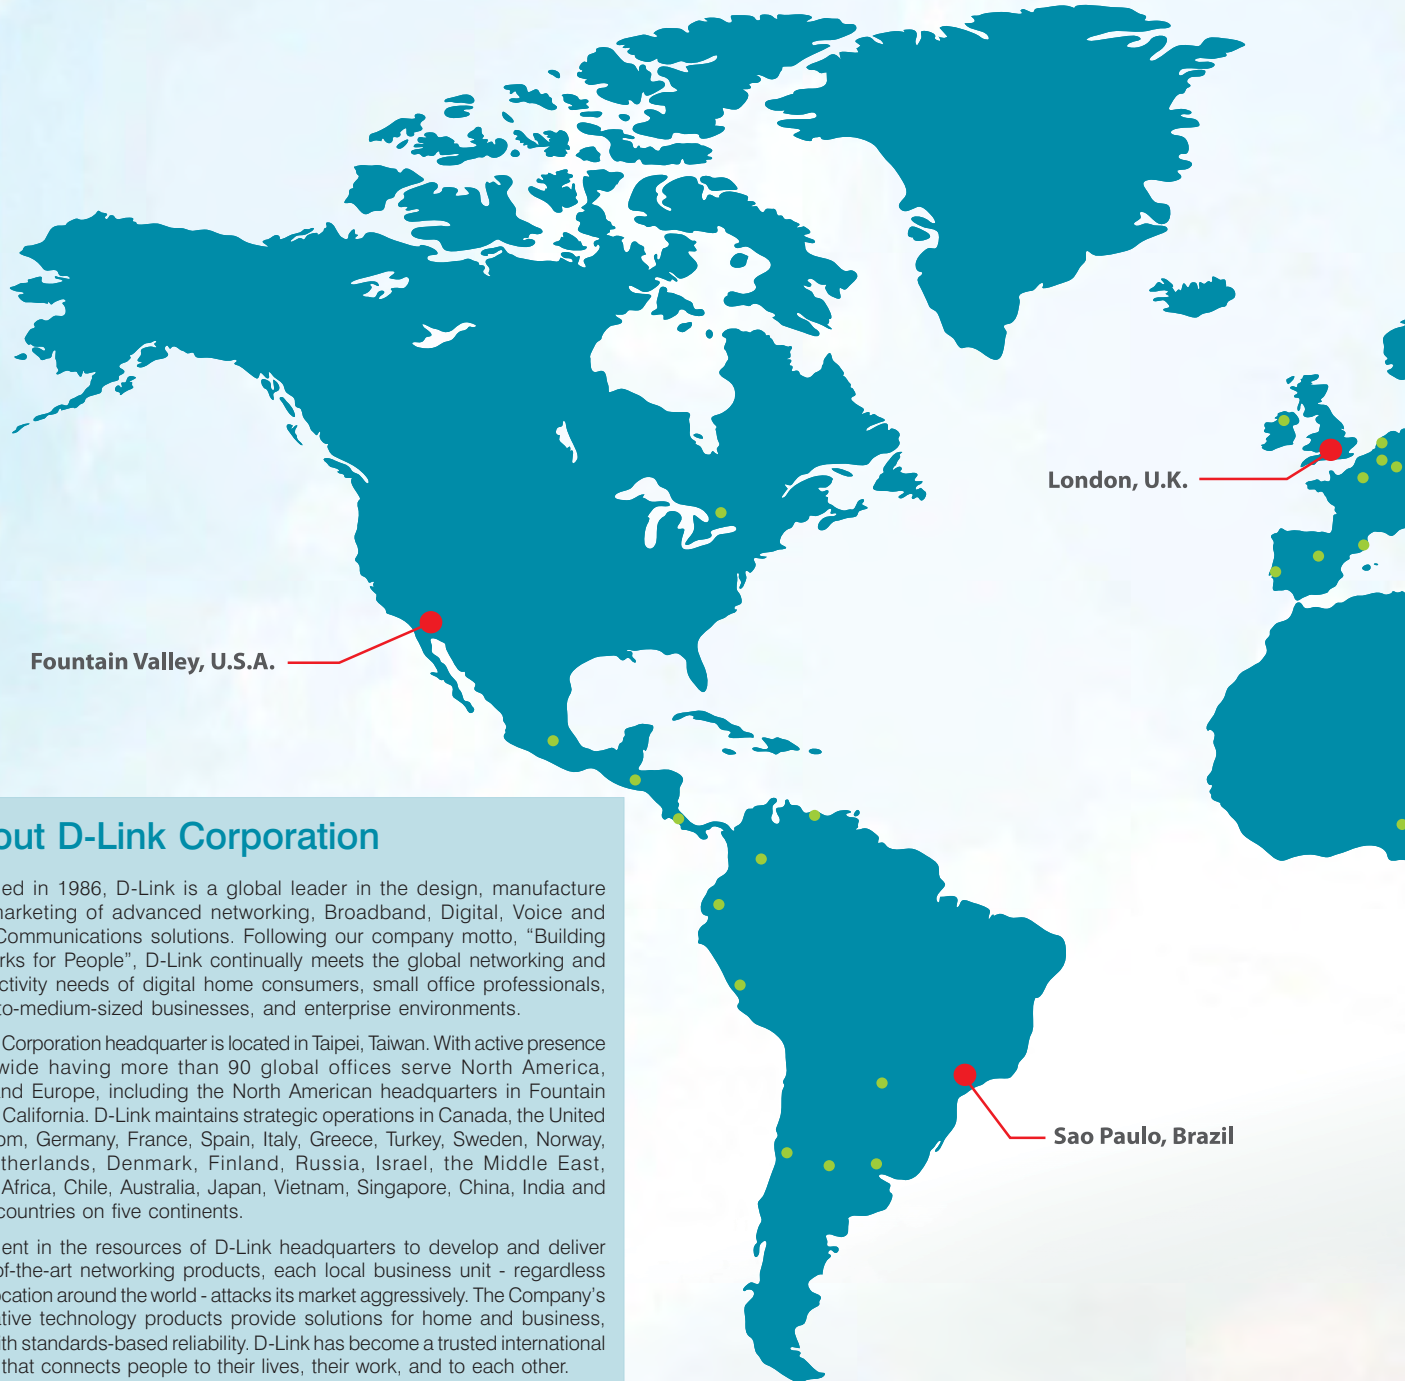 London, U.K.
Fountain Valley, U.S.A.
out D-Link Corporation
ed in 1986, D-Link is a global leader in the design, manufacture
marketing of advanced networking, Broadband, Digital, Voice and
Communications solutions. Following our company motto, “Building
rks for People”, D-Link continually meets the global networking and
ctivity needs of digital home consumers, small office professionals,
to-medium-sized businesses, and enterprise environments.
Corporation headquarter is located in Taipei, Taiwan. With active presence
wide having more than 90 global offices serve North America,
and Europe, including the North American headquarters in Fountain
California. D-Link maintains strategic operations in Canada, the United
om, Germany, France, Spain, Italy, Greece, Turkey, Sweden, Norway,
therlands, Denmark, Finland, Russia, Israel, the Middle East,
Africa, Chile, Australia, Japan, Vietnam, Singapore, China, India and
countries on five continents.
ent in the resources of D-Link headquarters to develop and deliver
of-the-art networking products, each local business unit - regardless
ocation around the world - attacks its market aggressively. The Company’s
ative technology products provide solutions for home and business,
ith standards-based reliability. D-Link has become a trusted international
that connects people to their lives, their work, and to each other.
Sao Paulo, Brazil